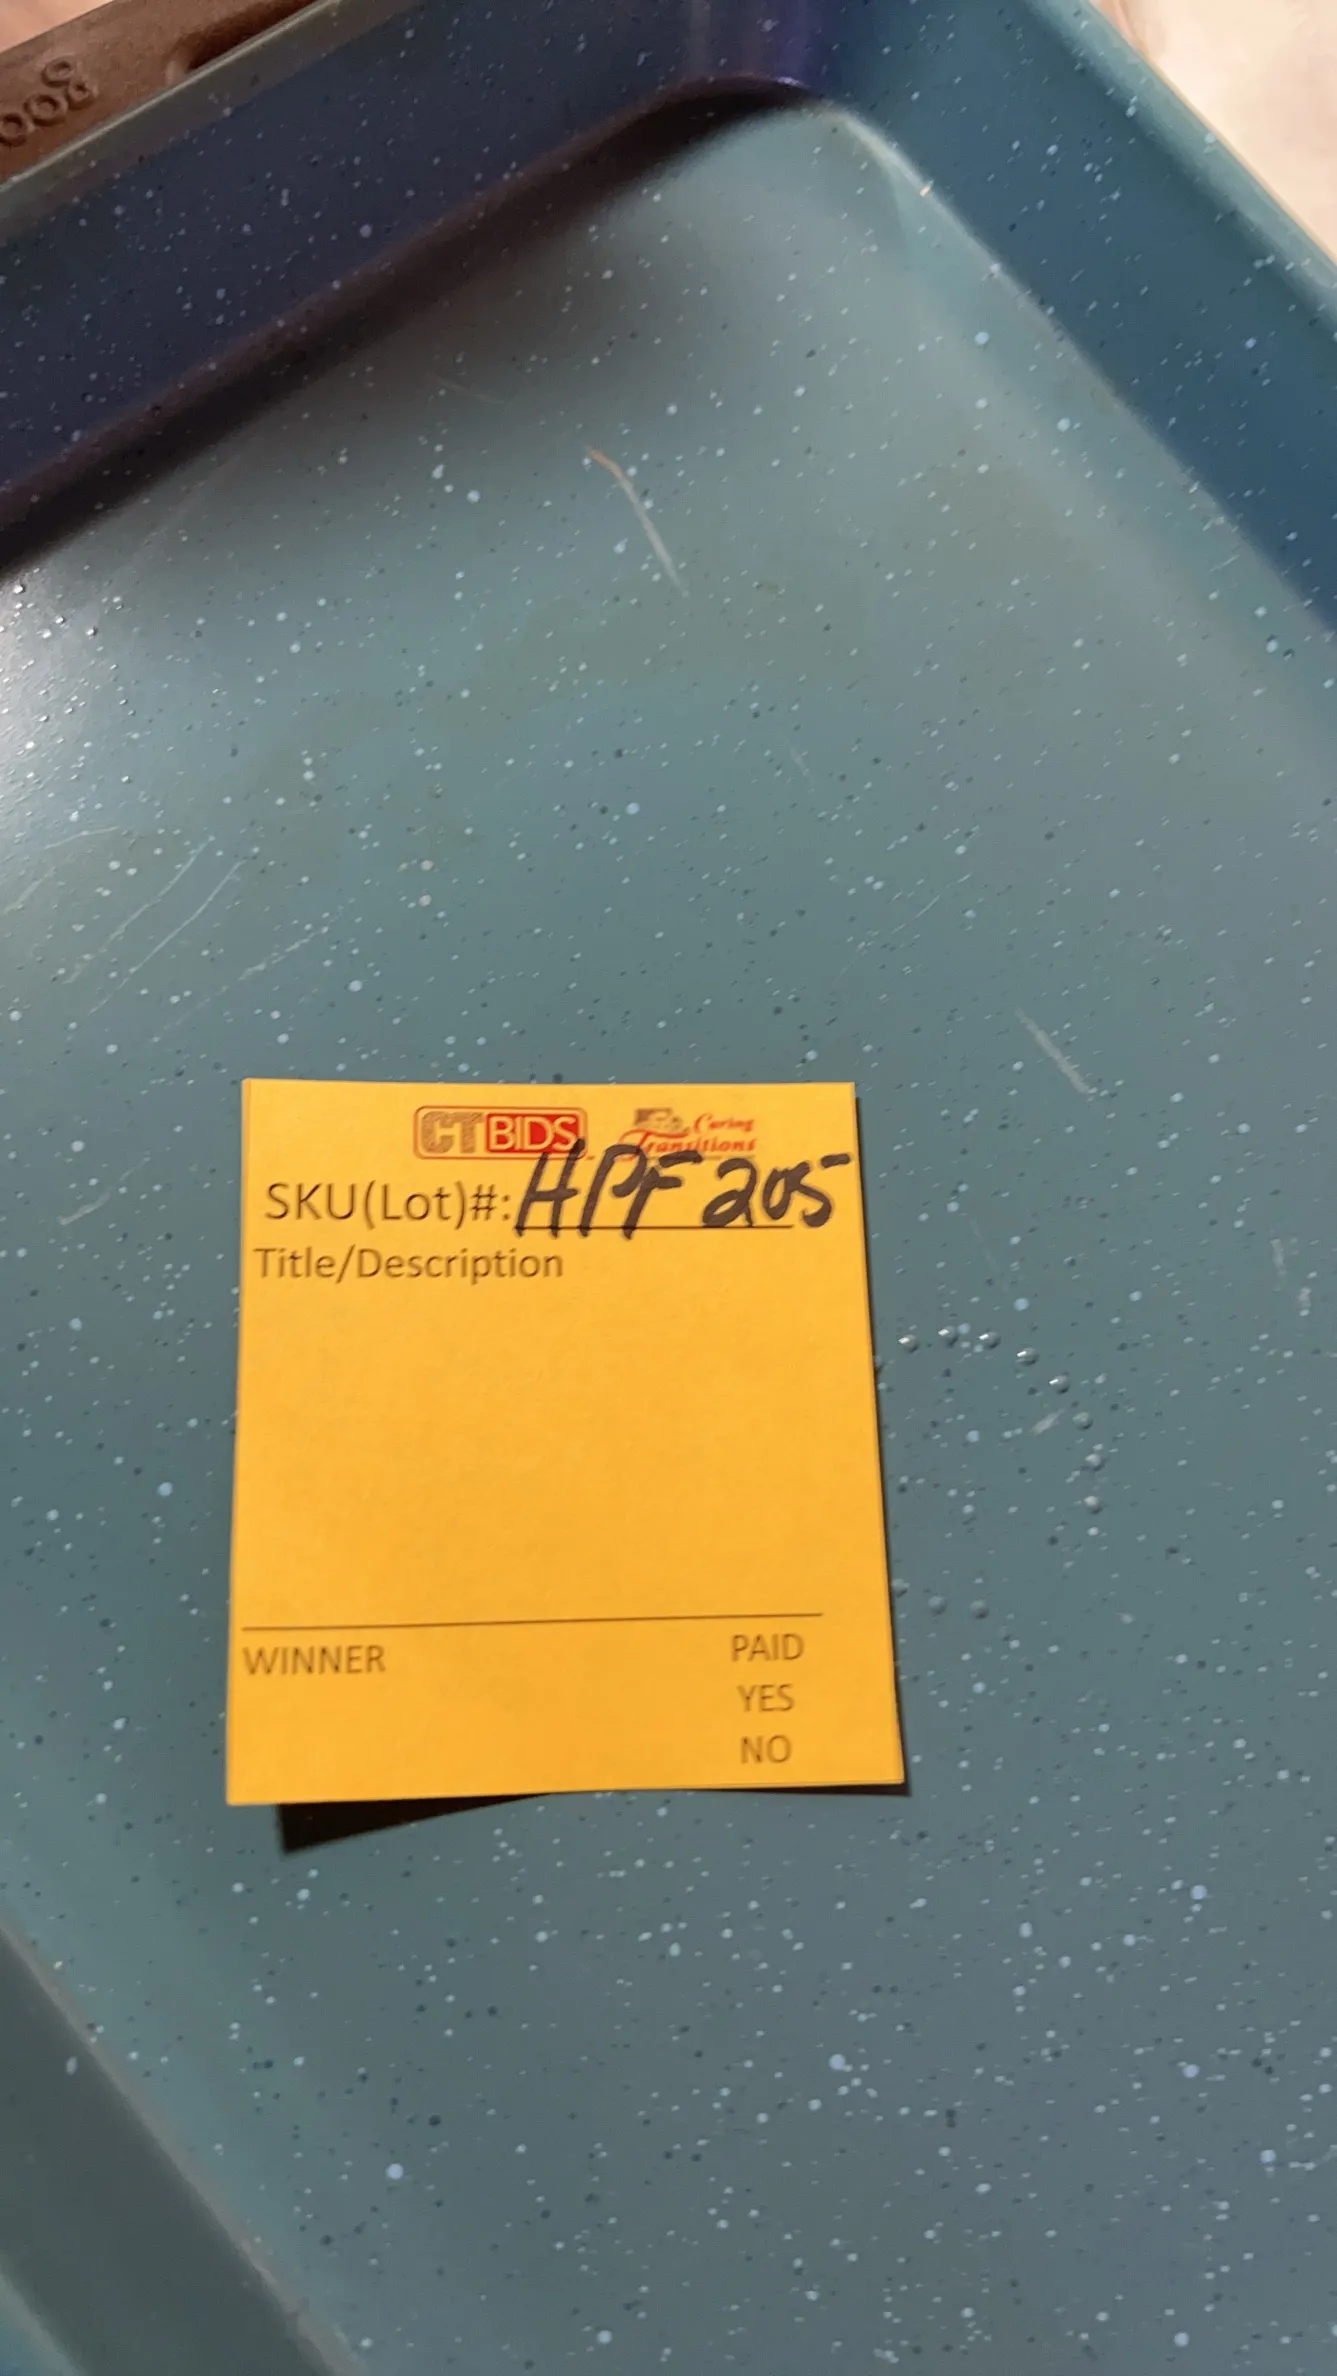 CTBIDS Caring Transitions
SKU(Lot)#: HPF 205
Title/Description
WINNER PAID
YES
NO